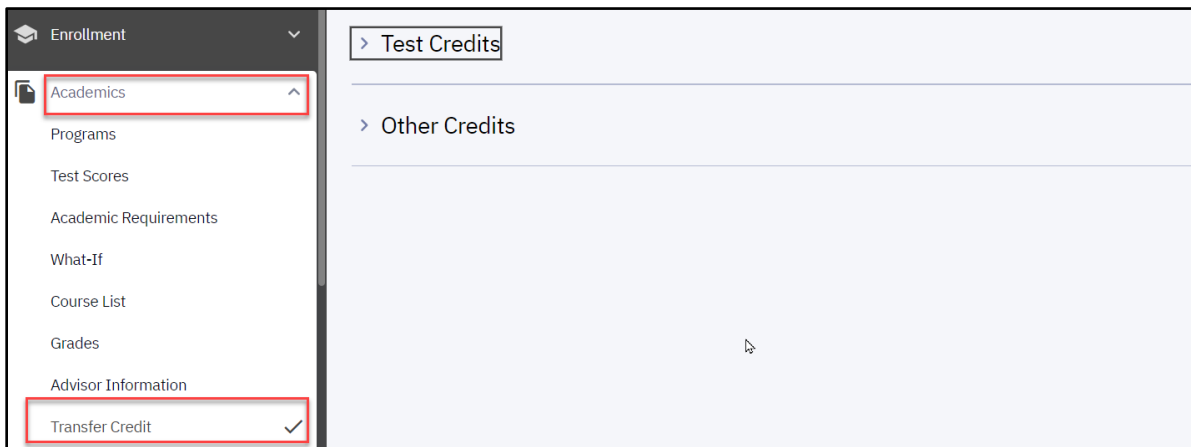 Enrollment
Academics
Programs
Test Scores
Academic Requirements
What-If
Course List
Grades
Advisor Information
Transfer Credit
Test Credits
Other Credits